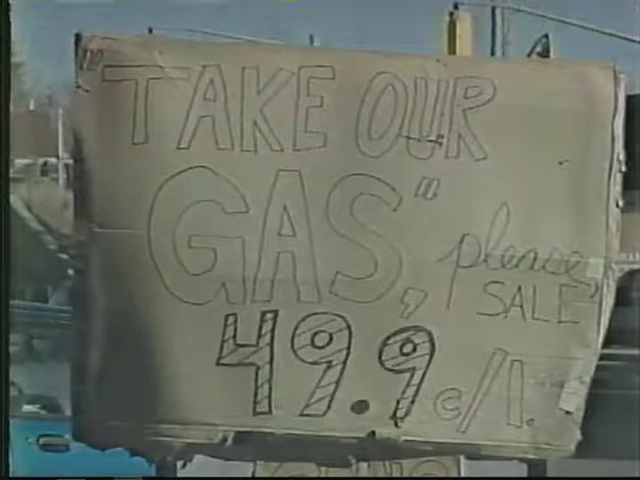 "TAKE OUR
GAS",
please,
SALE
49.9 c/l.